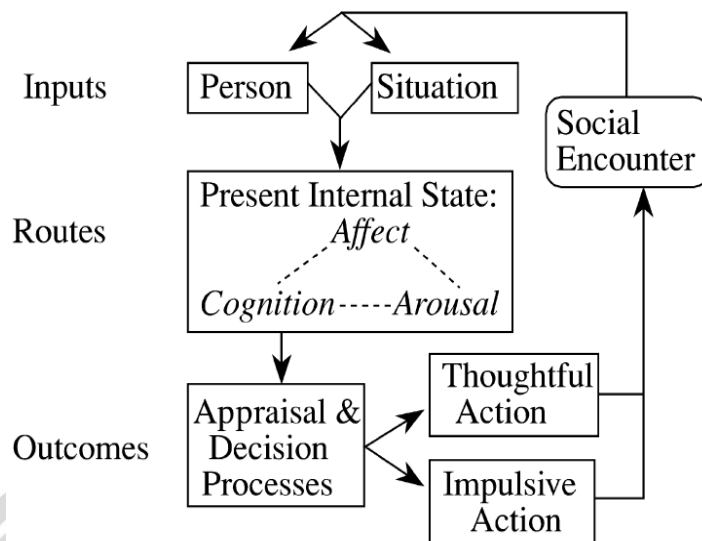 Inputs
Person
Situation
Social
Encounter
Routes
Present Internal State:
Affect
Cognition
Arousal
Outcomes
Appraisal &
Decision
Processes
Thoughtful
Action
Impulsive
Action